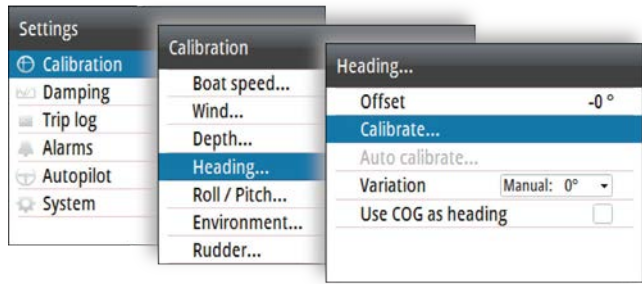 Settings
Calibration
Damping
Trip log
Alarms
Autopilot
System
Calibration
Boat speed...
Wind...
Depth...
Heading...
Roll / Pitch...
Environment...
Rudder...
Heading...
Offset -0 °
Calibrate...
Auto calibrate...
Variation Manual: 0°
Use COG as heading